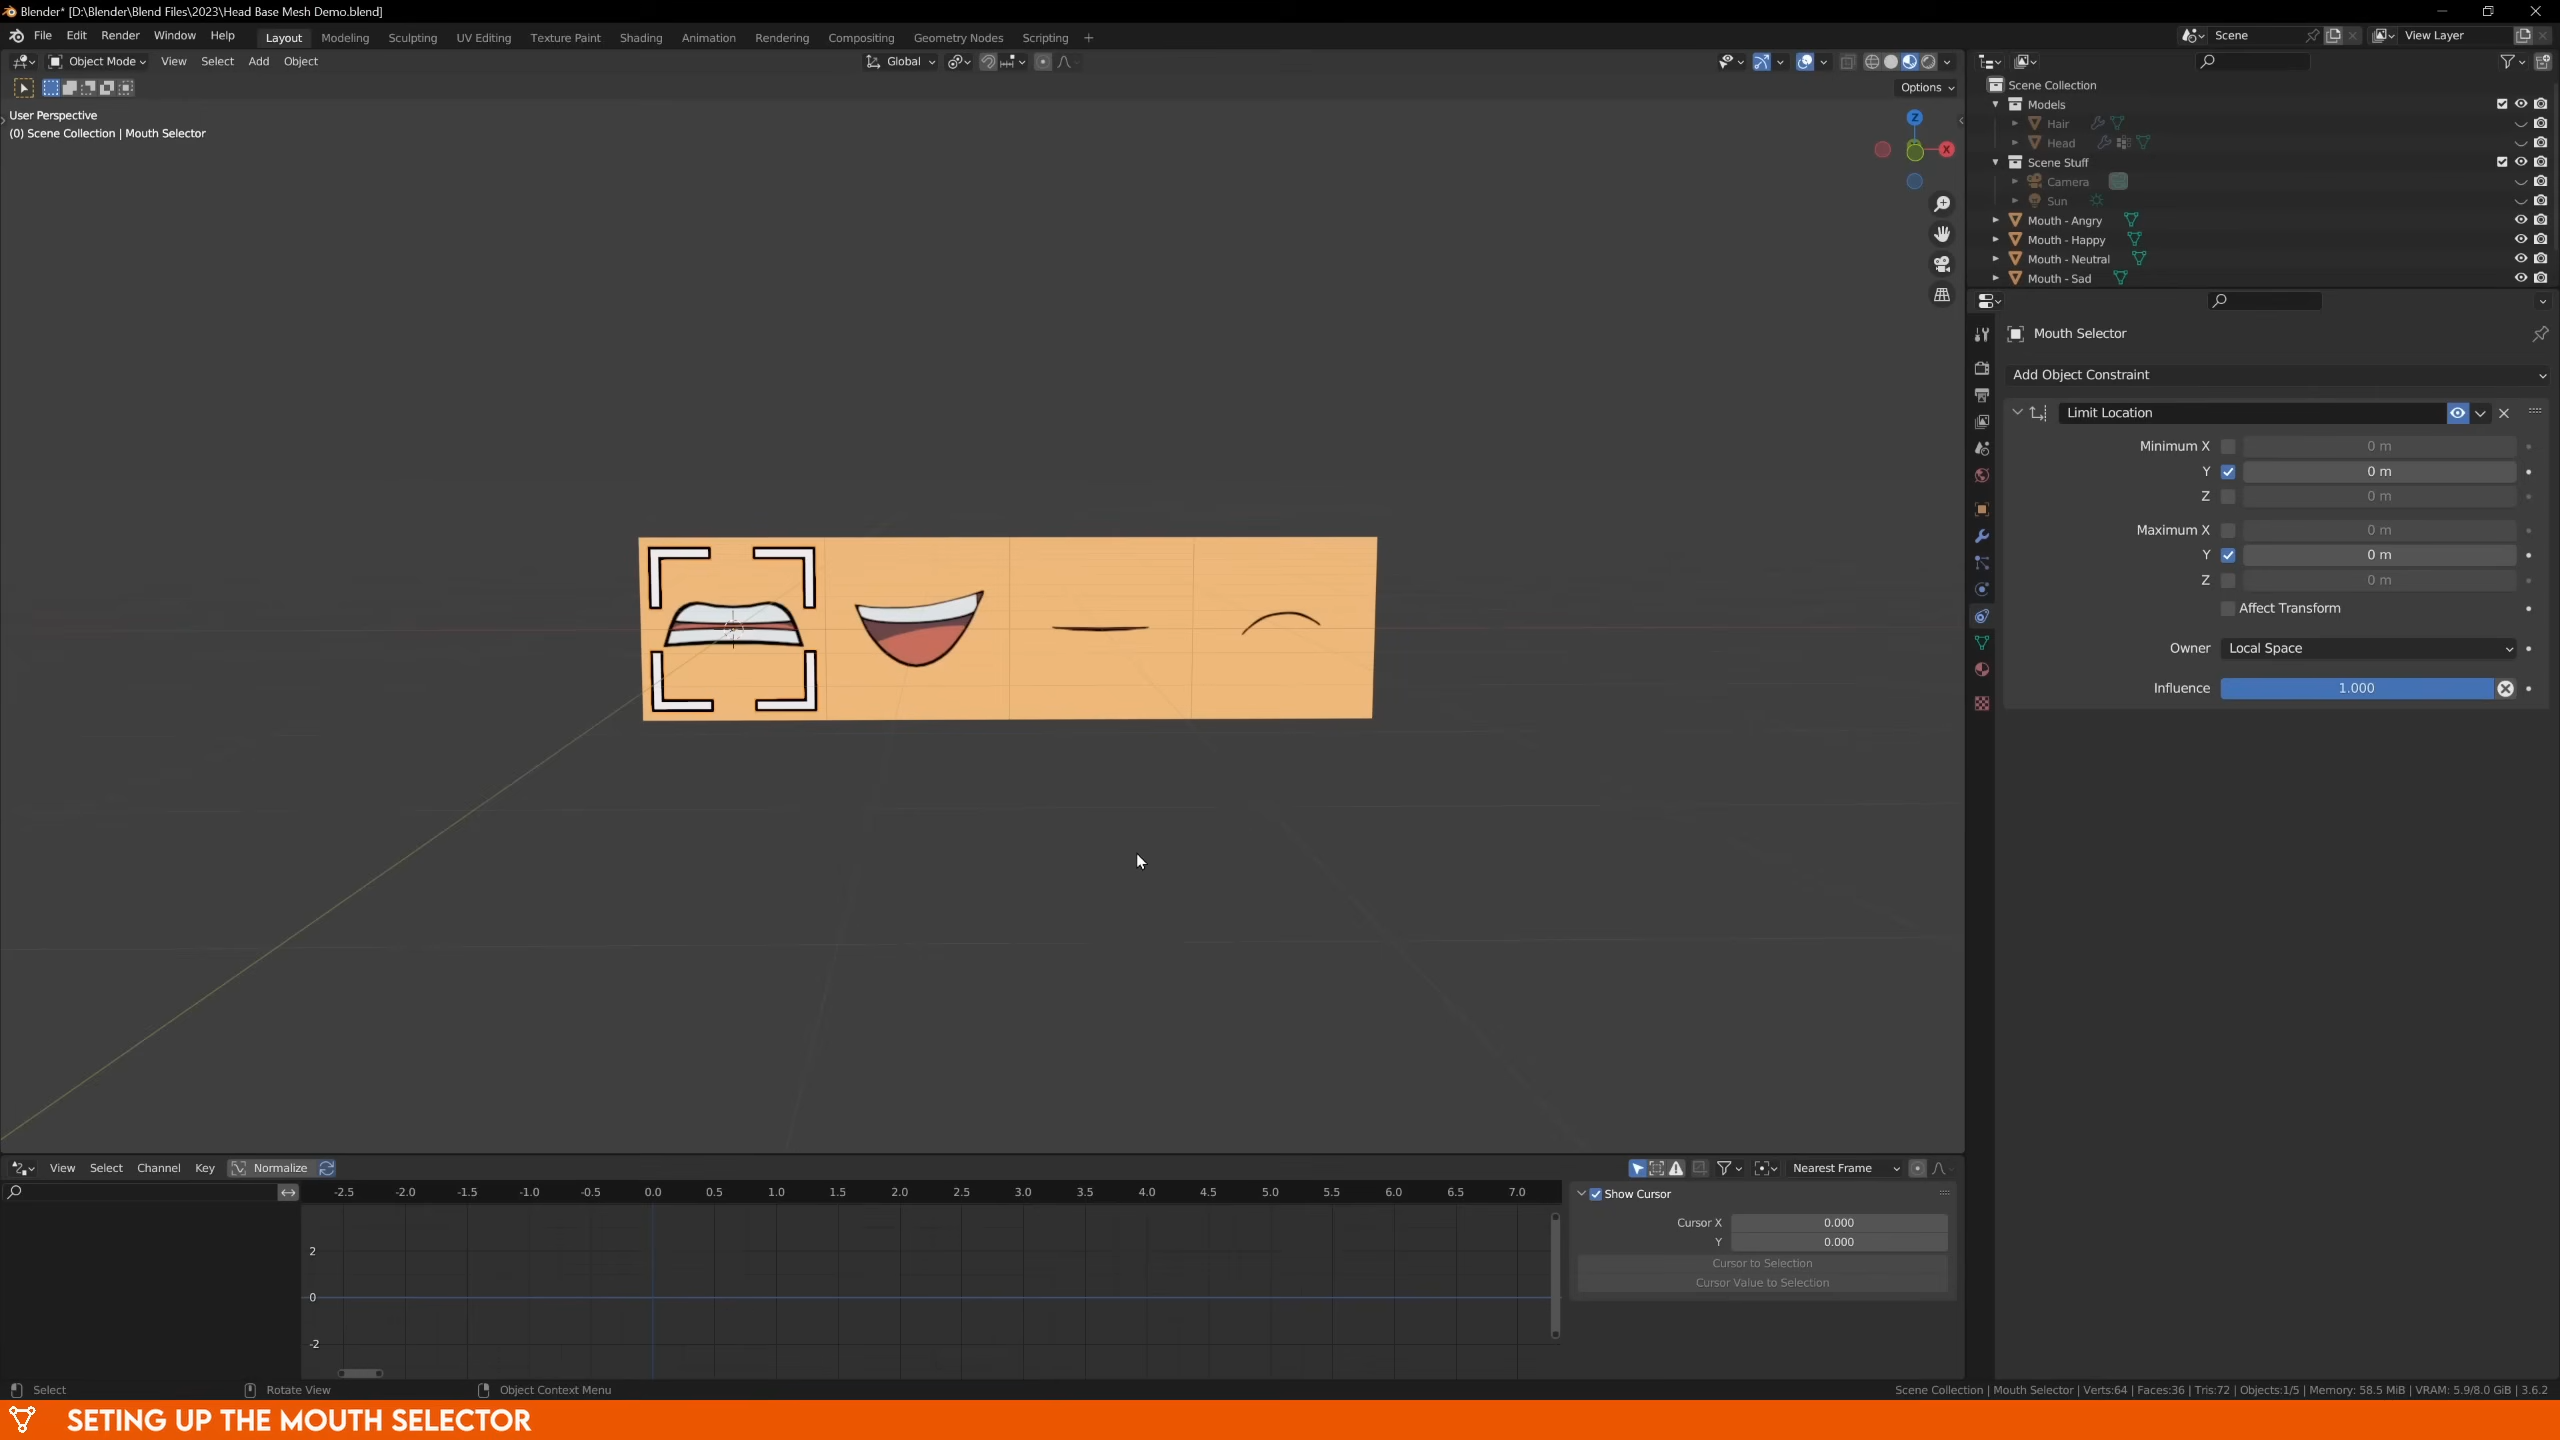 Blender* [D:\Blender\Blend Files\2023\Head Base Mesh Demo.blend]
File Edit Render Window Help Layout Modeling Sculpting UV Editing Texture Paint Shading Animation Rendering Compositing Geometry Nodes Scripting + Scene View Layer
Object Mode View Select Add Object Global
Options
User Perspective
(0) Scene Collection | Mouth Selector
Z
X
Scene Collection
Models
Hair
Head
Scene Stuff
Camera
Sun
Mouth - Angry
Mouth - Happy
Mouth - Neutral
Mouth - Sad
Mouth Selector
Add Object Constraint
Limit Location
Minimum X 0 m
Y 0 m
Z 0 m
Maximum X 0 m
Y 0 m
Z 0 m
Affect Transform
Owner Local Space
Influence 1.000
View Select Channel Key Normalize Nearest Frame
-2.5 -2.0 -1.5 -1.0 -0.5 0.0 0.5 1.0 1.5 2.0 2.5 3.0 3.5 4.0 4.5 5.0 5.5 6.0 6.5 7.0
2
0
-2
Show Cursor
Cursor X 0.000
Y 0.000
Cursor to Selection
Cursor Value to Selection
Select Rotate View Object Context Menu
Scene Collection | Mouth Selector | Verts:64 | Faces:36 | Tris:72 | Objects:1/5 | Memory: 58.5 MiB | VRAM: 5.9/8.0 GiB | 3.6.2
SETING UP THE MOUTH SELECTOR